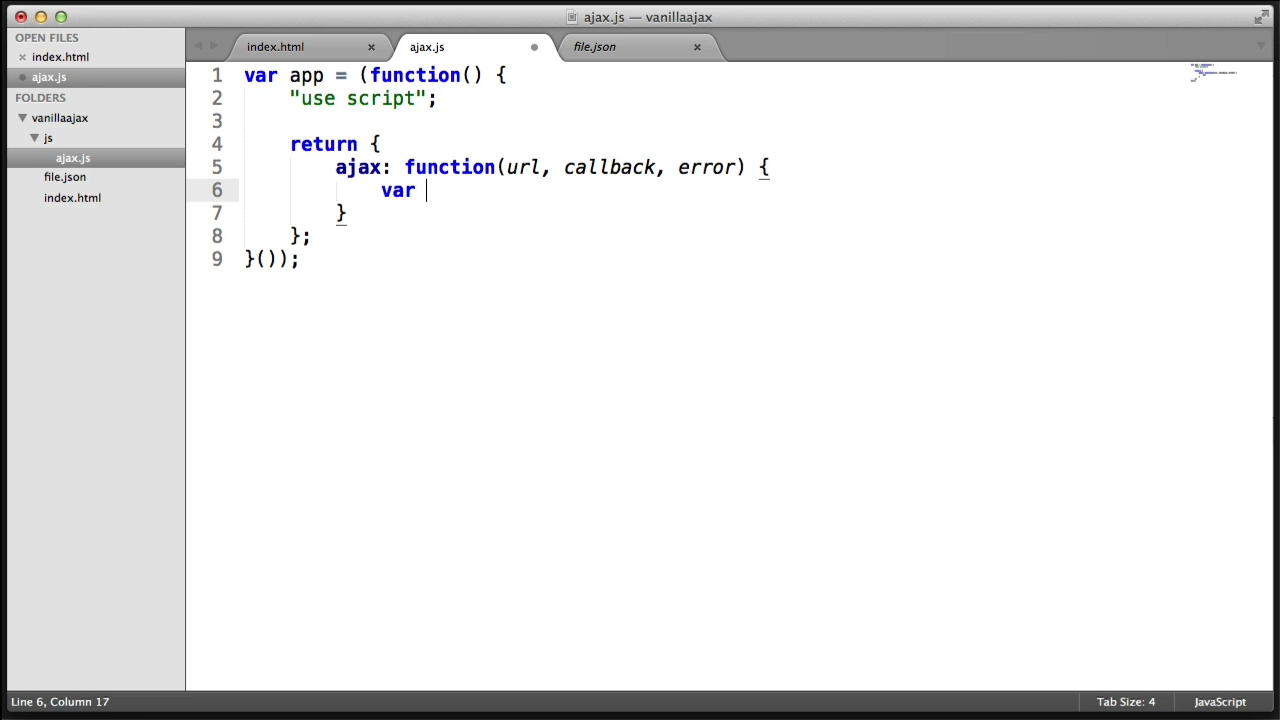 ajax.js — vanillaajax
OPEN FILES
index.html
ajax.js
FOLDERS
vanillaajax
js
ajax.js
file.json
index.html
index.html
ajax.js
file.json
1 var app = (function() {
2 "use script";
3
4 return {
5 ajax: function(url, callback, error) {
6 var
7 }
8 };
9 }());
Line 6, Column 17
Tab Size: 4
JavaScript